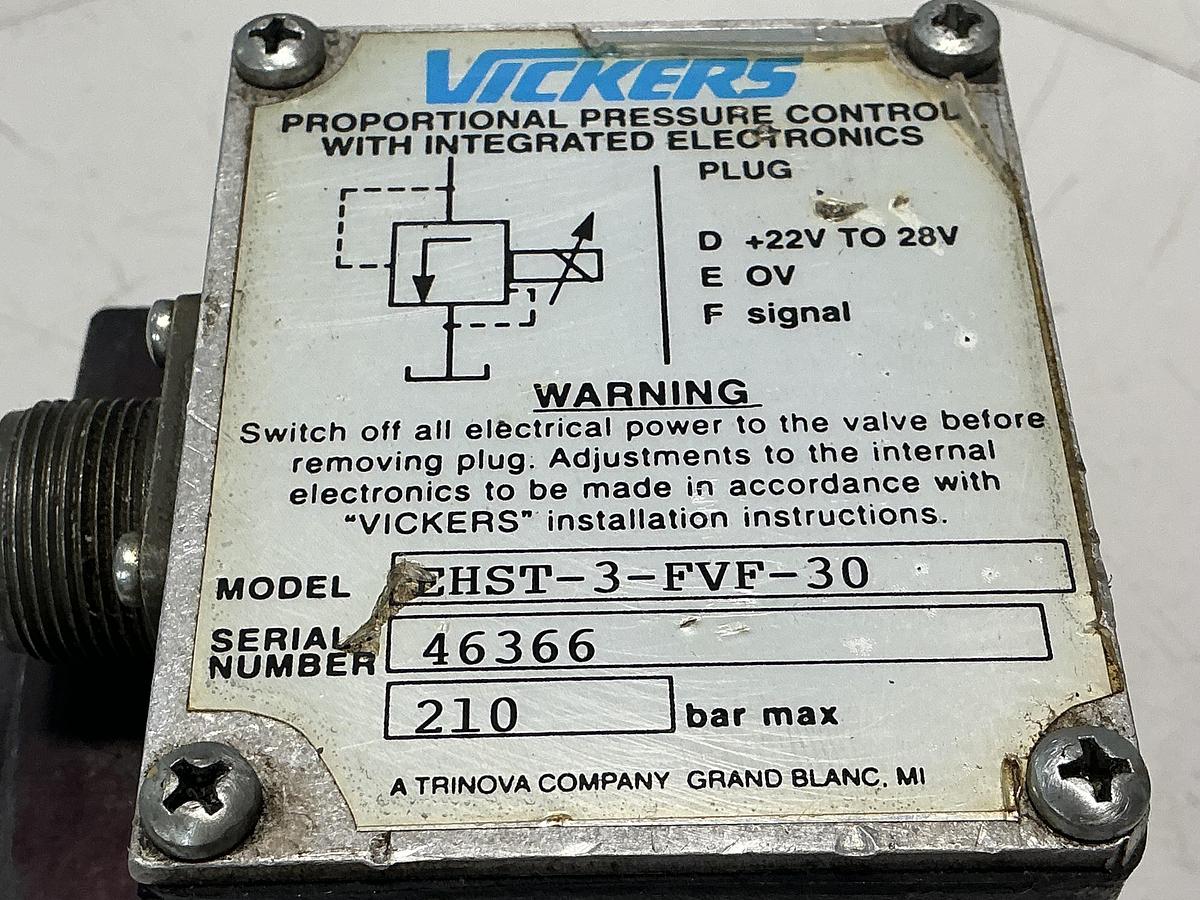 VICKERS
PROPORTIONAL PRESSURE CONTROL
WITH INTEGRATED ELECTRONICS
PLUG
D +22V TO 28V
E OV
F signal
WARNING
Switch off all electrical power to the valve before
removing plug. Adjustments to the internal
electronics to be made in accordance with
"VICKERS" installation instructions.
MODEL EHST-3-FVF-30
SERIAL
NUMBER 46366
210 bar max
A TRINOVA COMPANY GRAND BLANC, MI